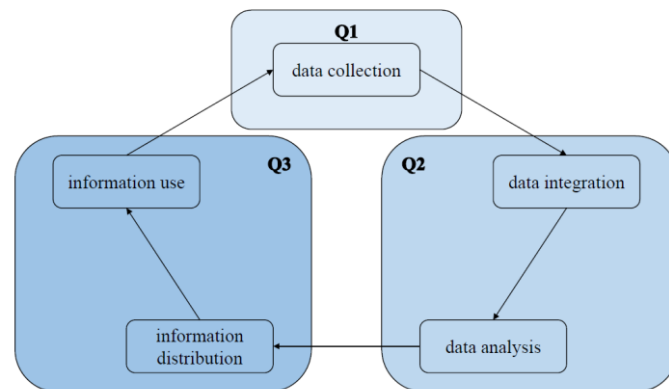 Q1
data collection
Q3
Q2
information use
data integration
information
distribution
data analysis